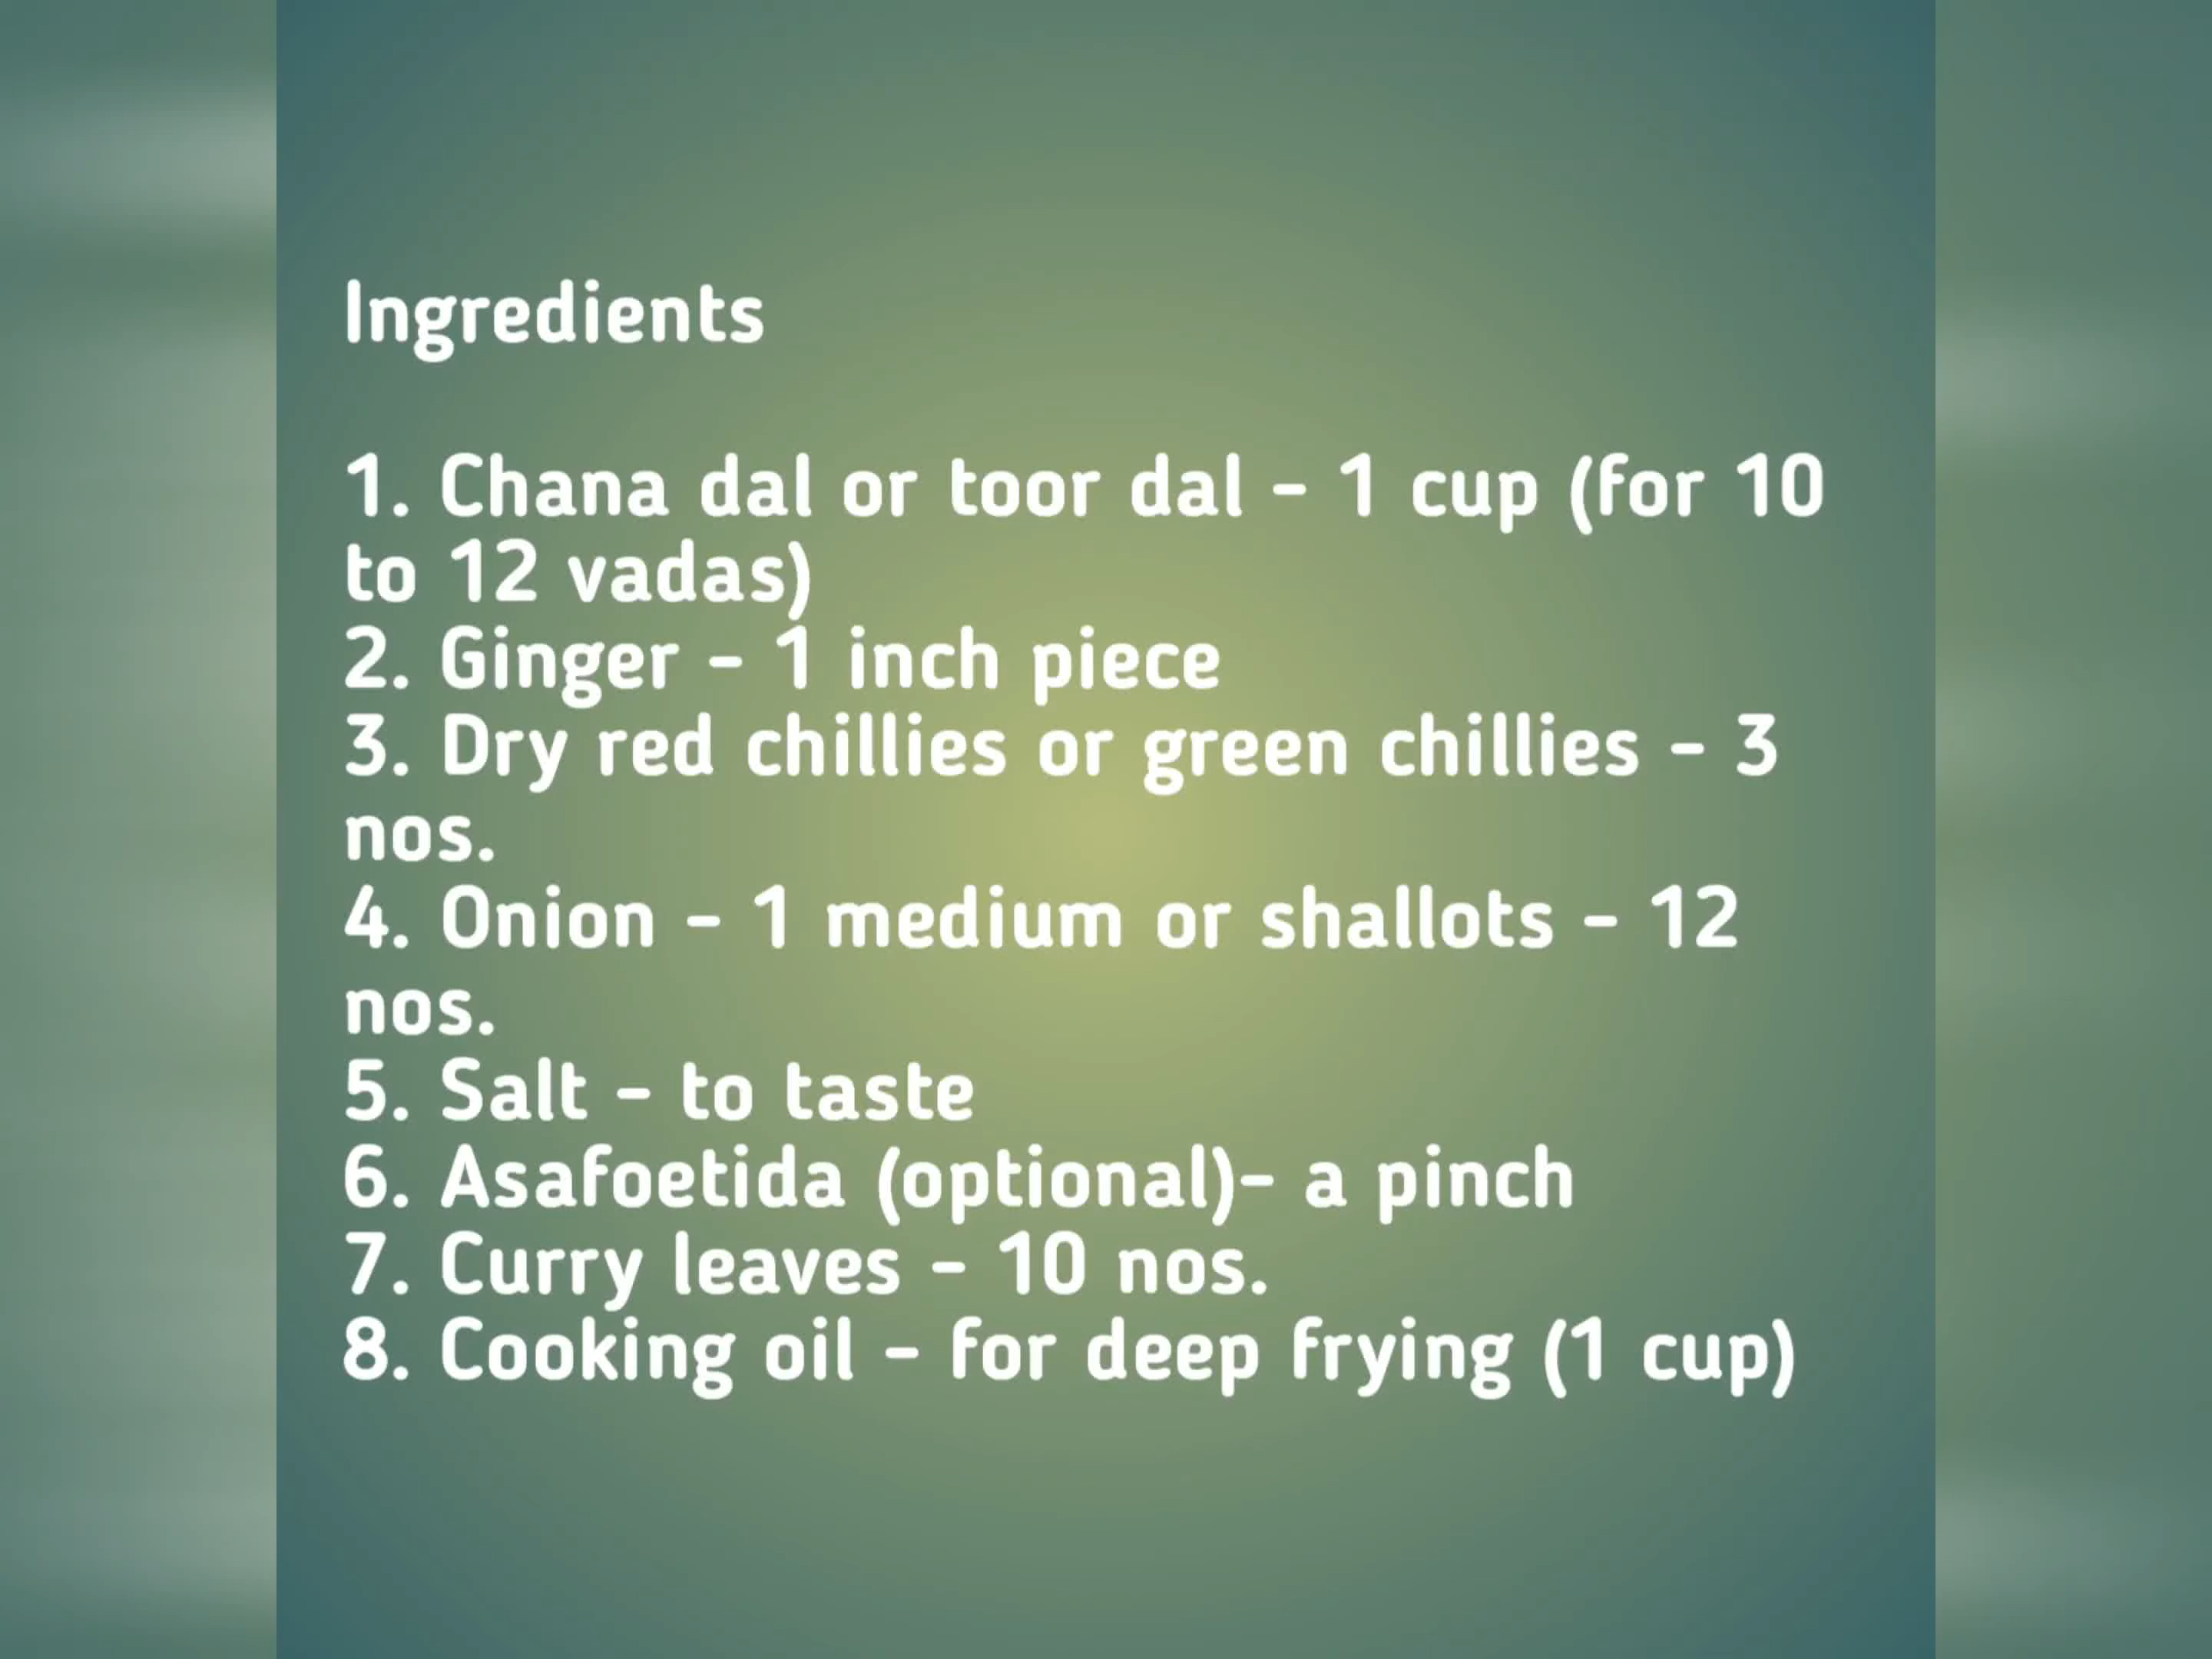 Ingredients
1. Chana dal or toor dal – 1 cup (for 10
to 12 vadas)
2. Ginger – 1 inch piece
3. Dry red chillies or green chillies – 3
nos.
4. Onion – 1 medium or shallots – 12
nos.
5. Salt – to taste
6. Asafoetida (optional)– a pinch
7. Curry leaves – 10 nos.
8. Cooking oil – for deep frying (1 cup)